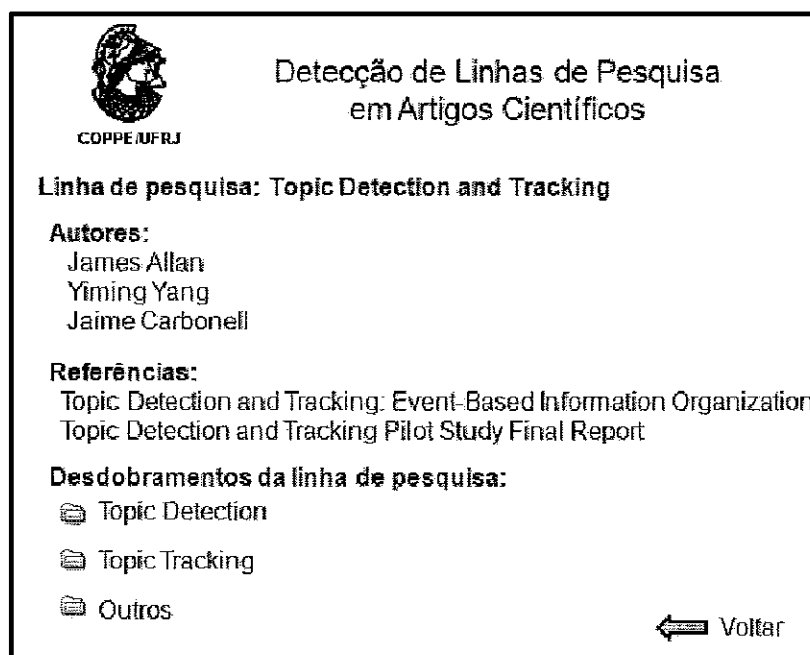 COPPE/UFRJ
Detecção de Linhas de Pesquisa
em Artigos Científicos
Linha de pesquisa: Topic Detection and Tracking
Autores:
James Allan
Yiming Yang
Jaime Carbonell
Referências:
Topic Detection and Tracking: Event-Based Information Organization
Topic Detection and Tracking Pilot Study Final Report
Desdobramentos da linha de pesquisa:
Topic Detection
Topic Tracking
Outros
Voltar